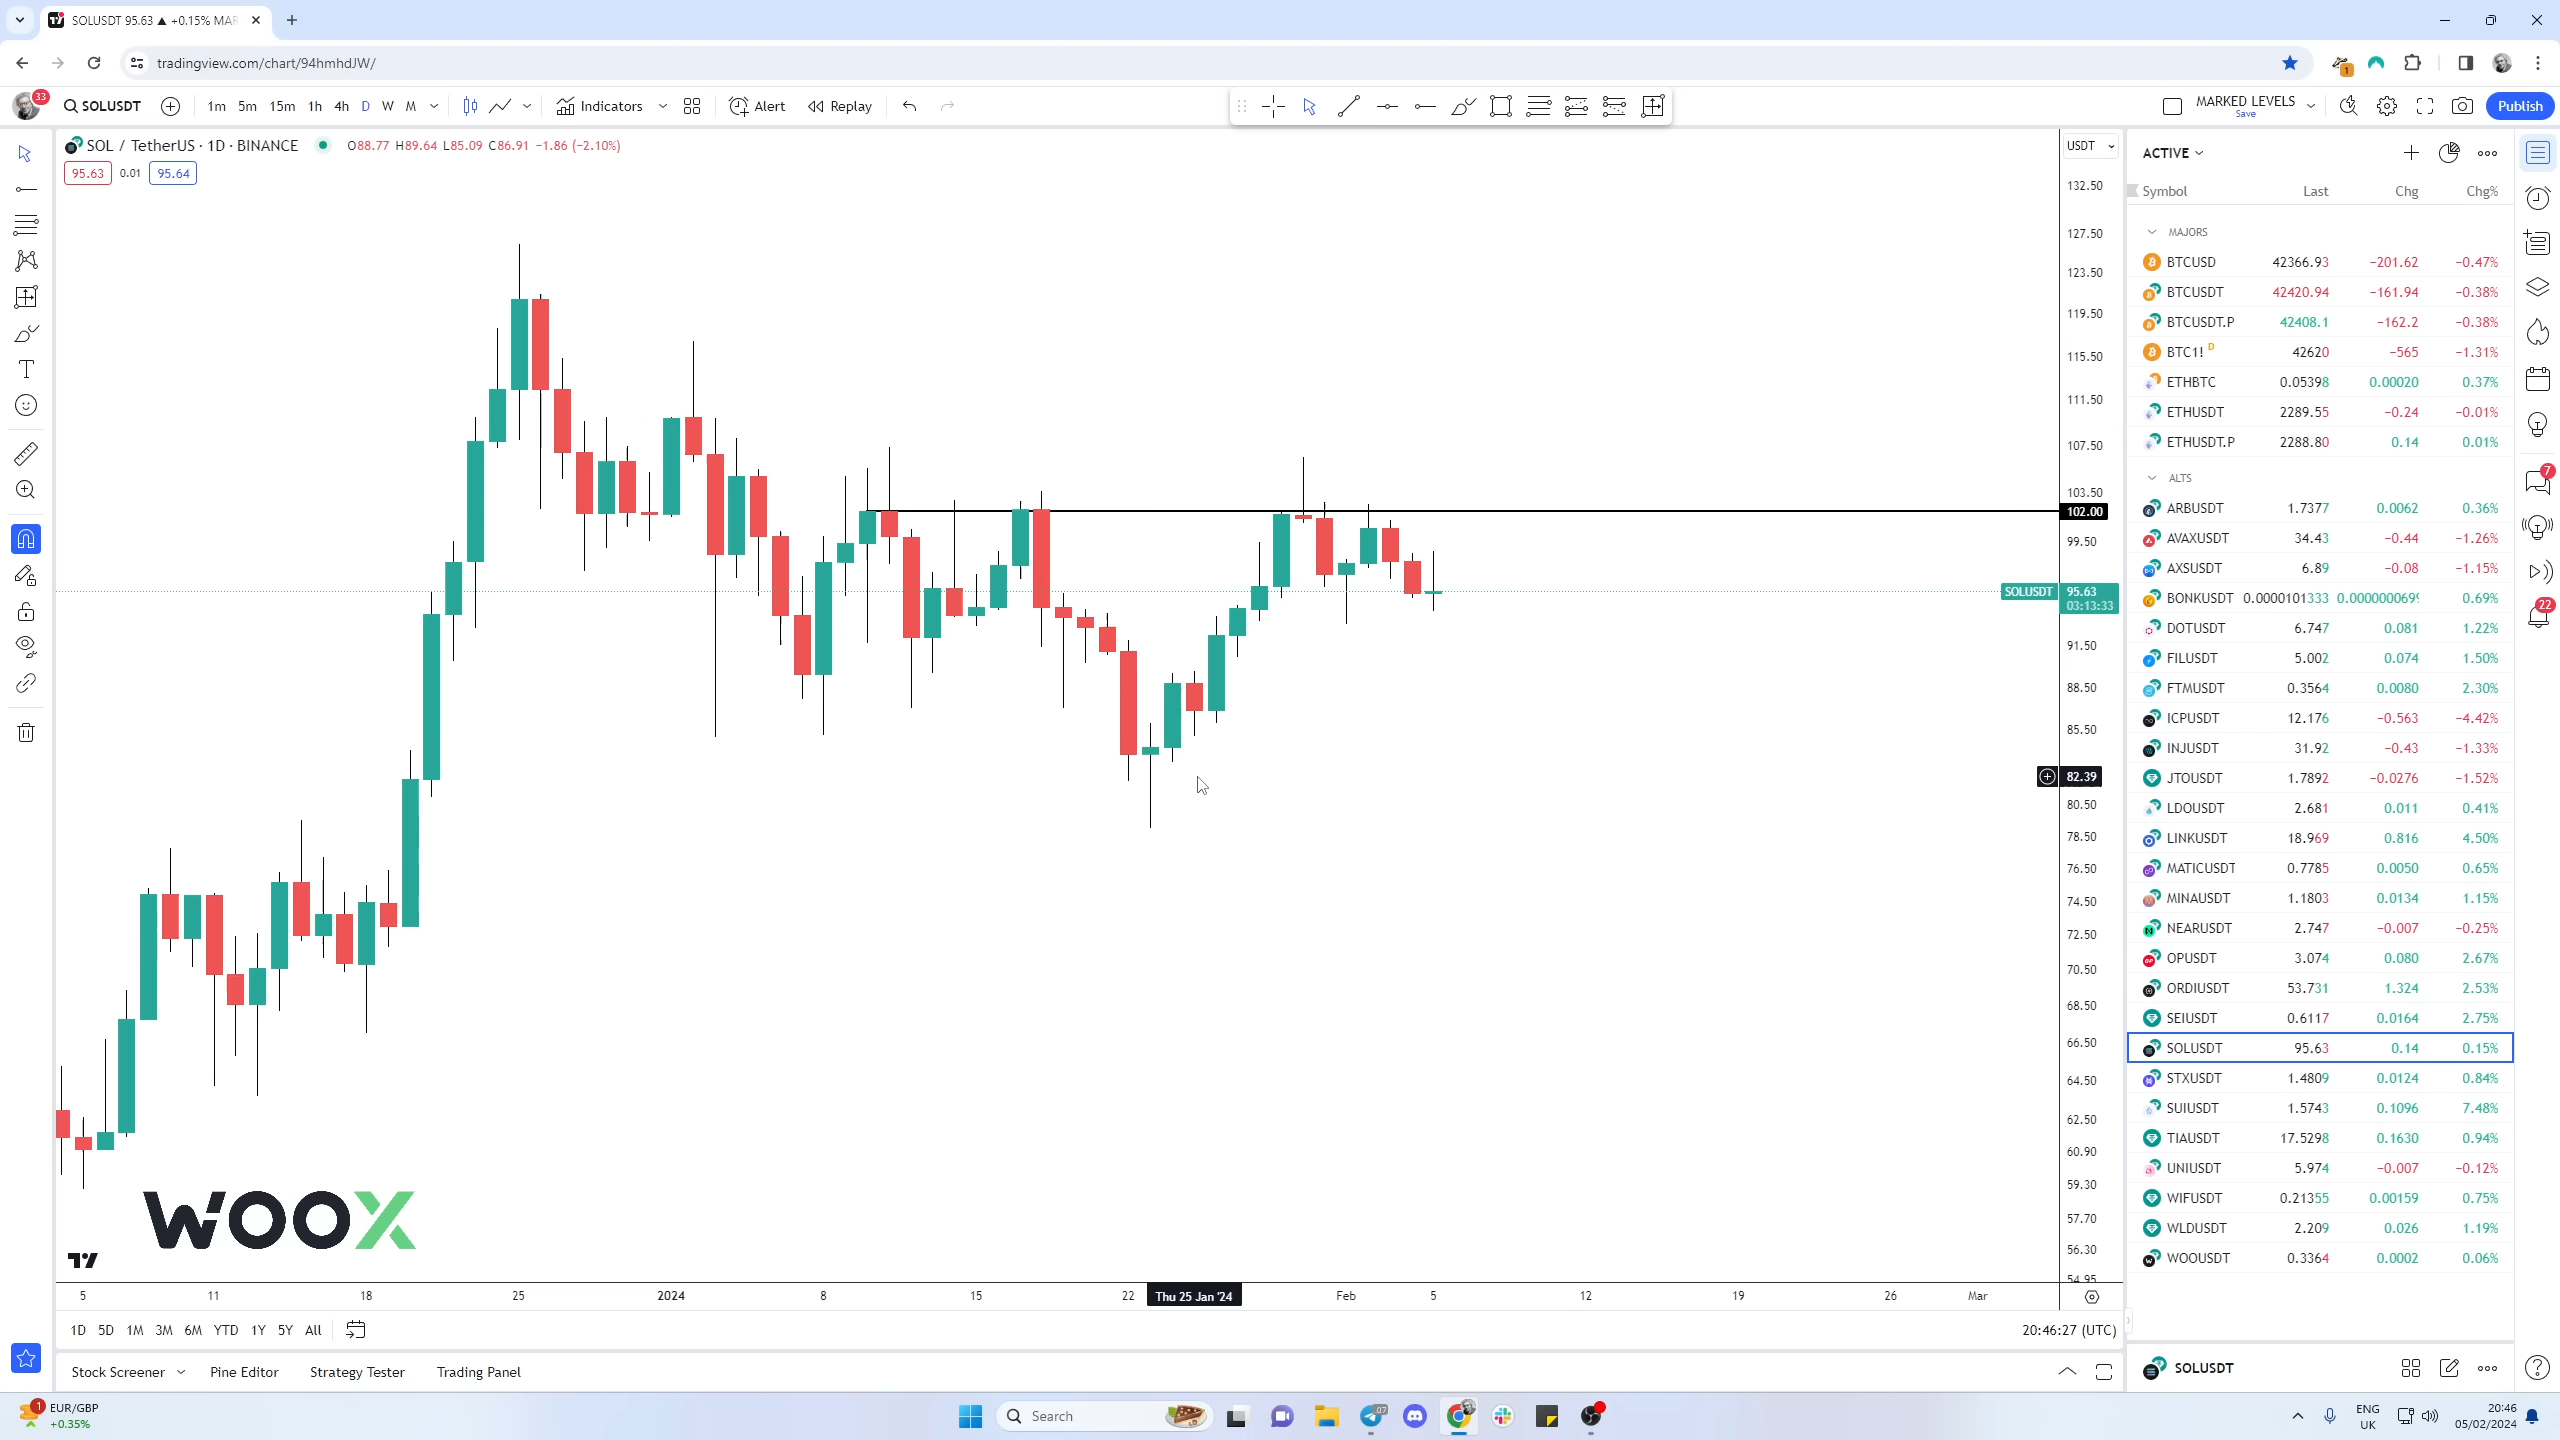 SOLUSDT 95.63 ▲ +0.15% MAR
tradingview.com/chart/94hmhdJW/
1
33
SOLUSDT
1m 5m 15m 1h 4h D W M
Indicators
Alert
Replay
MARKED LEVELS
Save
Publish
SOL / TetherUS · 1D · BINANCE
O88.77 H89.64 L85.09 C86.91 −1.86 (−2.10%)
95.63 0.01 95.64
USDT
132.50
127.50
123.50
119.50
115.50
111.50
107.50
103.50
102.00
99.50
SOLUSDT 95.63
03:13:33
91.50
88.50
85.50
82.39
80.50
78.50
76.50
74.50
72.50
70.50
68.50
66.50
64.50
62.50
60.90
59.30
57.70
56.30
54.95
WOOX
5 11 18 25 2024 8 15 22 Thu 25 Jan '24 Feb 5 12 19 26 Mar
1D 5D 1M 3M 6M YTD 1Y 5Y All
20:46:27 (UTC)
Stock Screener Pine Editor Strategy Tester Trading Panel
ACTIVE
Symbol Last Chg Chg%
MAJORS
BTCUSD 42366.93 −201.62 −0.47%
BTCUSDT 42420.94 −161.94 −0.38%
BTCUSDT.P 42408.1 −162.2 −0.38%
BTC1! D 42620 −565 −1.31%
ETHBTC 0.05398 0.00020 0.37%
ETHUSDT 2289.55 −0.24 −0.01%
ETHUSDT.P 2288.80 0.14 0.01%
ALTS
ARBUSDT 1.7377 0.0062 0.36%
AVAXUSDT 34.43 −0.44 −1.26%
AXSUSDT 6.89 −0.08 −1.15%
BONKUSDT 0.0000101333 0.000000069 0.69%
DOTUSDT 6.747 0.081 1.22%
FILUSDT 5.002 0.074 1.50%
FTMUSDT 0.3564 0.0080 2.30%
ICPUSDT 12.176 −0.563 −4.42%
INJUSDT 31.92 −0.43 −1.33%
JTOUSDT 1.7892 −0.0276 −1.52%
LDOUSDT 2.681 0.011 0.41%
LINKUSDT 18.969 0.816 4.50%
MATICUSDT 0.7785 0.0050 0.65%
MINAUSDT 1.1803 0.0134 1.15%
NEARUSDT 2.747 −0.007 −0.25%
OPUSDT 3.074 0.080 2.67%
ORDIUSDT 53.731 1.324 2.53%
SEIUSDT 0.6117 0.0164 2.75%
SOLUSDT 95.63 0.14 0.15%
STXUSDT 1.4809 0.0124 0.84%
SUIUSDT 1.5743 0.1096 7.48%
TIAUSDT 17.5298 0.1630 0.94%
UNIUSDT 5.974 −0.007 −0.12%
WIFUSDT 0.21355 0.00159 0.75%
WLDUSDT 2.209 0.026 1.19%
WOOUSDT 0.3364 0.0002 0.06%
SOLUSDT
7
22
1
EUR/GBP
+0.35%
Search
ENG
UK
20:46
05/02/2024